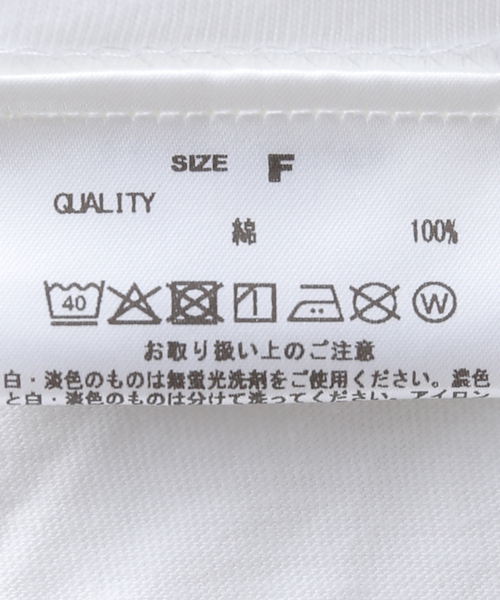 SIZE F
QUALITY
綿 100%
40 W
お取り扱い上のご注意
白・淡色のものは無蛍光洗剤をご使用ください。濃色
と白・淡色のものは分けて洗ってください。アイロン